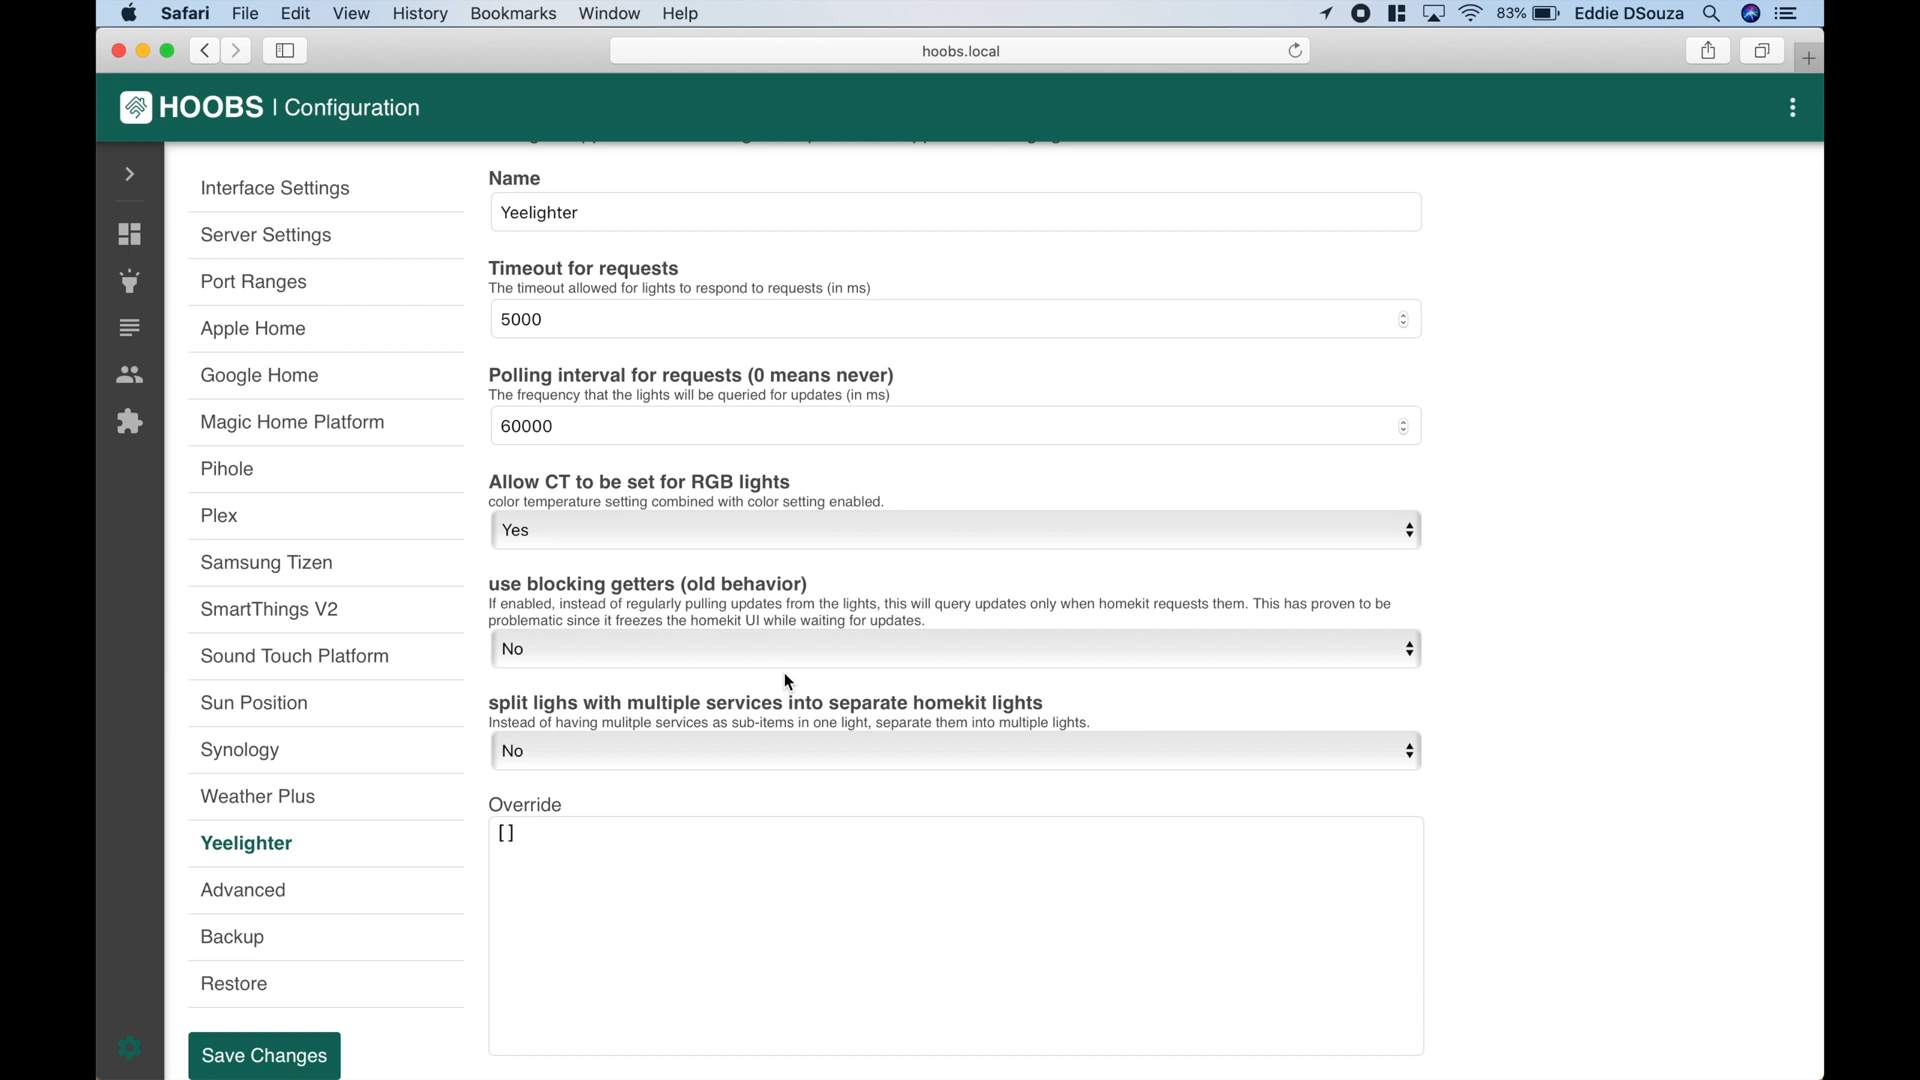 Safari File Edit View History Bookmarks Window Help 83% Eddie DSouza
hoobs.local
HOOBS | Configuration
Interface Settings
Server Settings
Port Ranges
Apple Home
Google Home
Magic Home Platform
Pihole
Plex
Samsung Tizen
SmartThings V2
Sound Touch Platform
Sun Position
Synology
Weather Plus
Yeelighter
Advanced
Backup
Restore
Save Changes
Name
Yeelighter
Timeout for requests
The timeout allowed for lights to respond to requests (in ms)
5000
Polling interval for requests (0 means never)
The frequency that the lights will be queried for updates (in ms)
60000
Allow CT to be set for RGB lights
color temperature setting combined with color setting enabled.
Yes
use blocking getters (old behavior)
If enabled, instead of regularly pulling updates from the lights, this will query updates only when homekit requests them. This has proven to be
problematic since it freezes the homekit UI while waiting for updates.
No
split lighs with multiple services into separate homekit lights
Instead of having mulitple services as sub-items in one light, separate them into multiple lights.
No
Override
[]